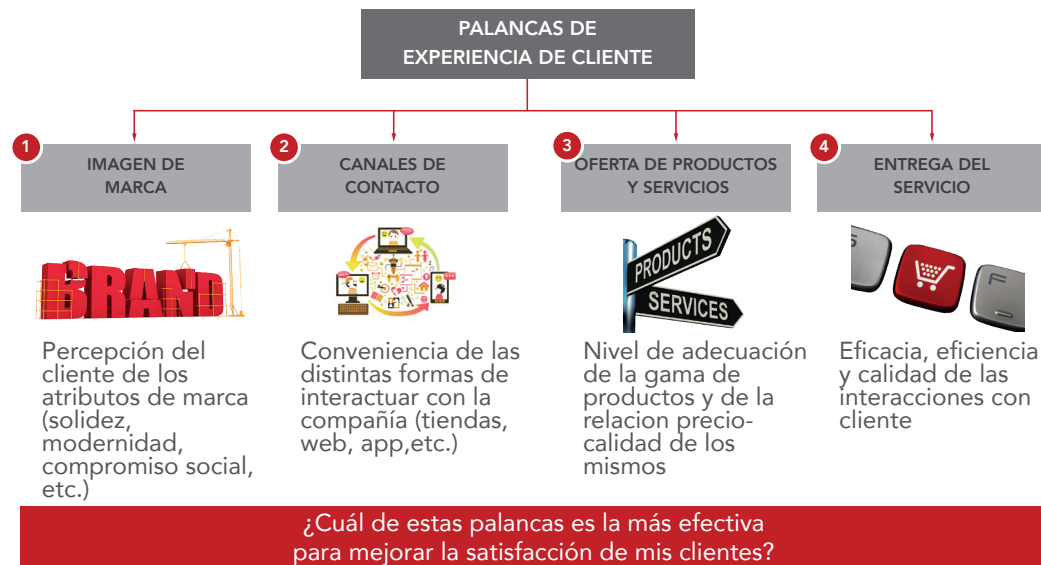 PALANCAS DE
EXPERIENCIA DE CLIENTE
1
IMAGEN DE
MARCA
2
CANALES DE
CONTACTO
3
OFERTA DE PRODUCTOS
Y SERVICIOS
4
ENTREGA DEL
SERVICIO
BRAND
PRODUCTS
SERVICES
F
Percepción del
cliente de los
atributos de marca
(solidez,
modernidad,
compromiso social,
etc.)
Conveniencia de las
distintas formas de
interactuar con la
compañía (tiendas,
web, app,etc.)
Nivel de adecuación
de la gama de
productos y de la
relacion precio-
calidad de los
mismos
Eficacia, eficiencia
y calidad de las
interacciones con
cliente
¿Cuál de estas palancas es la más efectiva
para mejorar la satisfacción de mis clientes?